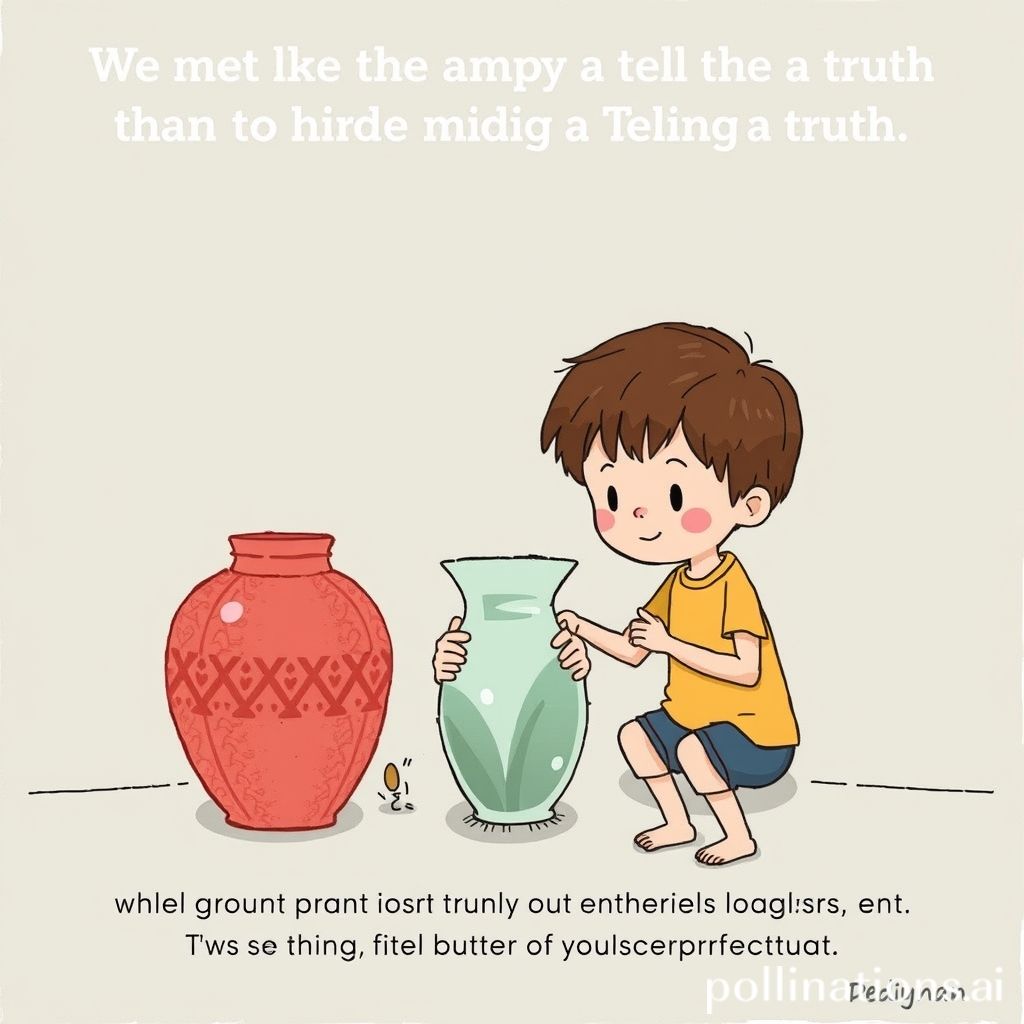 We met lke the ampy a tell the a truth
than to hirde midig a Teling a truth.
whlel grount prant iosrt trunly out entheriels loagl!srs, ent.
T'ws se thing, fitel butter of youlscerprrfecttuat.
pollinations.ai